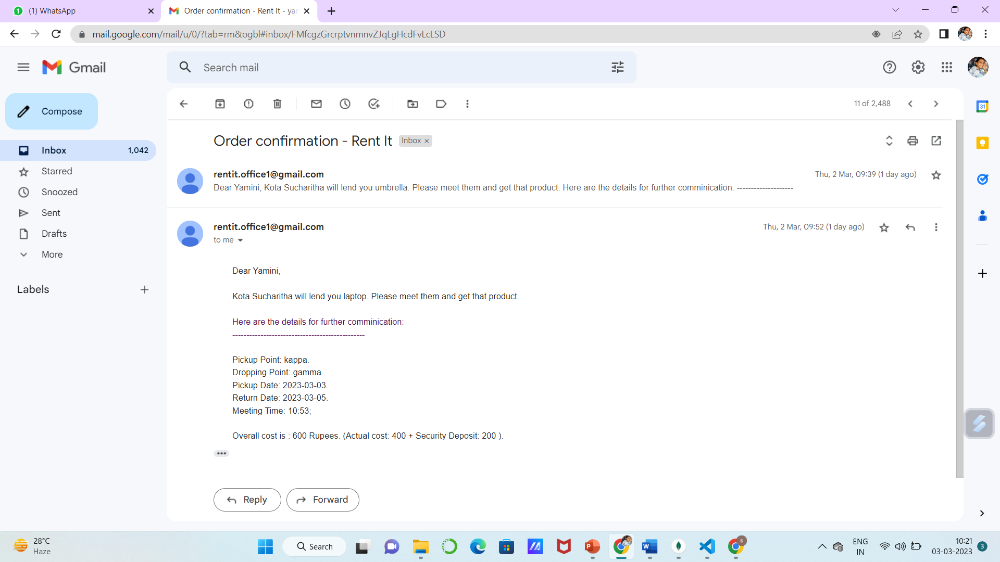 (1) WhatsApp
Order confirmation - Rent It - yar
mail.google.com/mail/u/0/?tab=rm&ogbl#inbox/FMfcgzGrcrptvnmnvZJqLgHcdFvLcLSD
Gmail
Search mail
Compose
11 of 2,488
Inbox 1,042
Starred
Snoozed
Sent
Drafts
More
Labels
Order confirmation - Rent It Inbox ×
rentit.office1@gmail.com Thu, 2 Mar, 09:39 (1 day ago)
Dear Yamini, Kota Sucharitha will lend you umbrella. Please meet them and get that product. Here are the details for further comminication: --------------------
rentit.office1@gmail.com Thu, 2 Mar, 09:52 (1 day ago)
to me
Dear Yamini,
Kota Sucharitha will lend you laptop. Please meet them and get that product.
Here are the details for further comminication:
-----------------------------------------------
Pickup Point: kappa.
Dropping Point: gamma.
Pickup Date: 2023-03-03.
Return Date: 2023-03-05.
Meeting Time: 10:53;
Overall cost is : 600 Rupees. (Actual cost: 400 + Security Deposit: 200 ).
Reply
Forward
28°C
Haze
Search
ENG
IN
10:21
03-03-2023
3